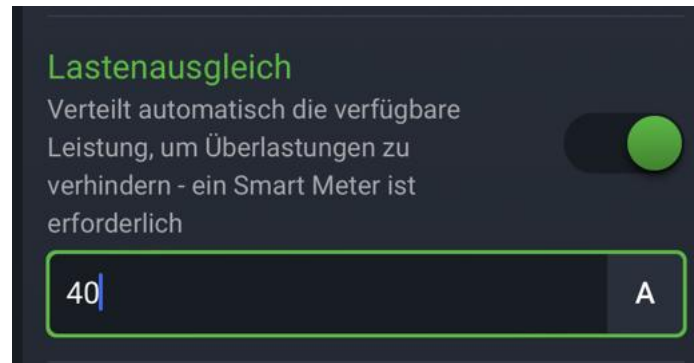 Lastenausgleich
Verteilt automatisch die verfügbare
Leistung, um Überlastungen zu
verhindern - ein Smart Meter ist
erforderlich
40 A